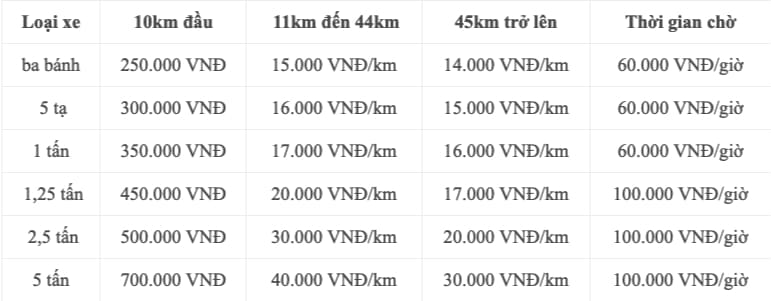 Loại xe 10km đầu 11km đến 44km 45km trở lên Thời gian chờ
ba bánh 250.000 VNĐ 15.000 VNĐ/km 14.000 VNĐ/km 60.000 VNĐ/giờ
5 tạ 300.000 VNĐ 16.000 VNĐ/km 15.000 VNĐ/km 60.000 VNĐ/giờ
1 tấn 350.000 VNĐ 17.000 VNĐ/km 16.000 VNĐ/km 60.000 VNĐ/giờ
1,25 tấn 450.000 VNĐ 20.000 VNĐ/km 17.000 VNĐ/km 100.000 VNĐ/giờ
2,5 tấn 500.000 VNĐ 30.000 VNĐ/km 20.000 VNĐ/km 100.000 VNĐ/giờ
5 tấn 700.000 VNĐ 40.000 VNĐ/km 30.000 VNĐ/km 100.000 VNĐ/giờ